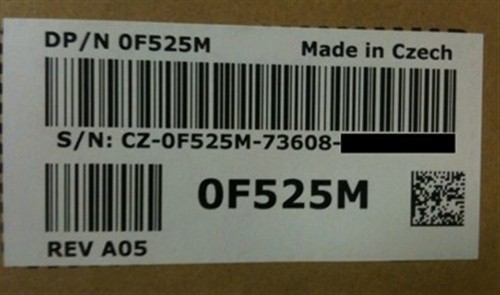 DP/N 0F525M Made in Czech
S/N: CZ-0F525M-73608-
0F525M
REV A05